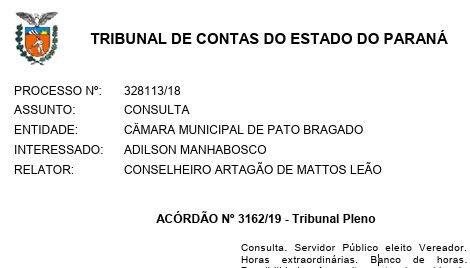 TRIBUNAL DE CONTAS DO ESTADO DO PARANÁ
PROCESSO Nº: 328113/18
ASSUNTO: CONSULTA
ENTIDADE: CÂMARA MUNICIPAL DE PATO BRAGADO
INTERESSADO: ADILSON MANHABOSCO
RELATOR: CONSELHEIRO ARTAGÃO DE MATTOS LEÃO
ACÓRDÃO Nº 3162/19 - Tribunal Pleno
Consulta. Servidor Público eleito Vereador.
Horas extraordinárias. Banco de horas.